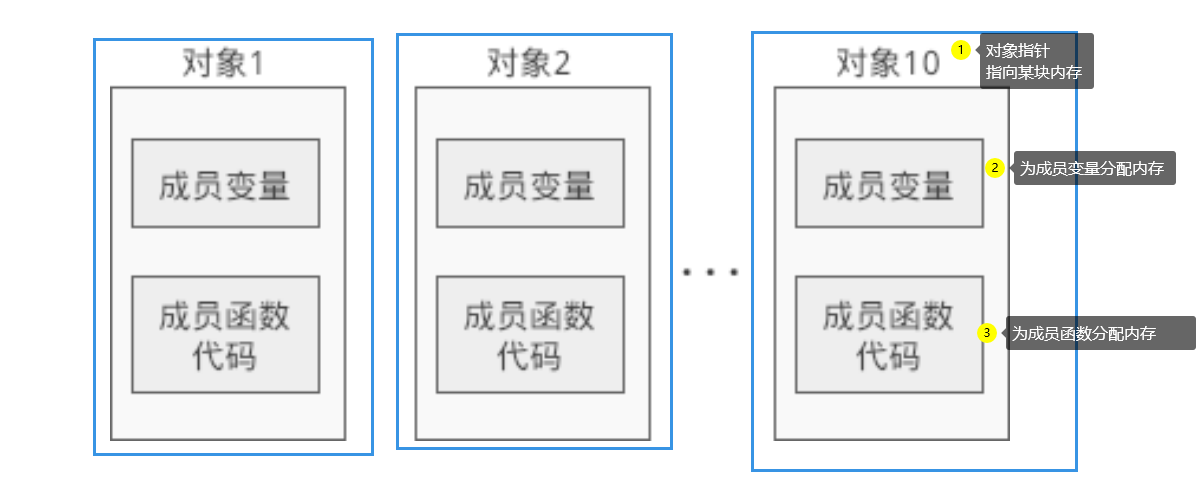 对象1
成员变量
成员函数
代码
对象2
成员变量
成员函数
代码
...
对象10
1
对象指针
指向某块内存
成员变量
2
为成员变量分配内存
成员函数
代码
3
为成员函数分配内存